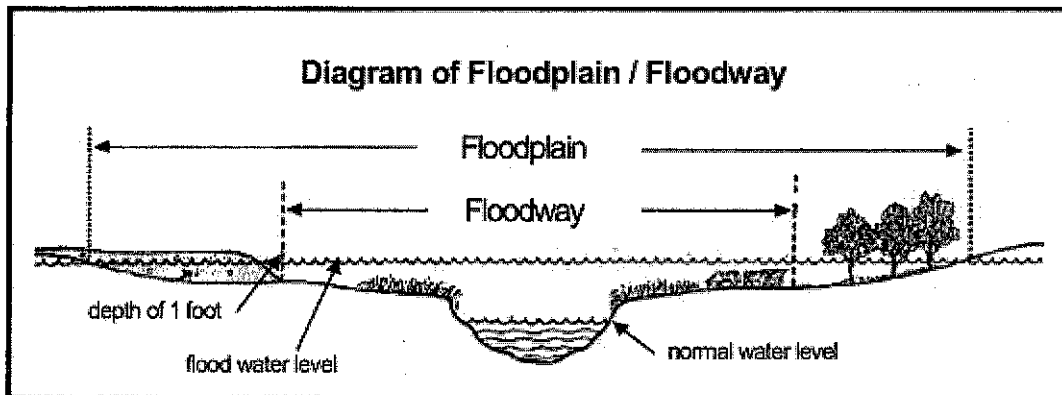 Diagram of Floodplain / Floodway
Floodplain
Floodway
depth of 1 foot
flood water level
normal water level